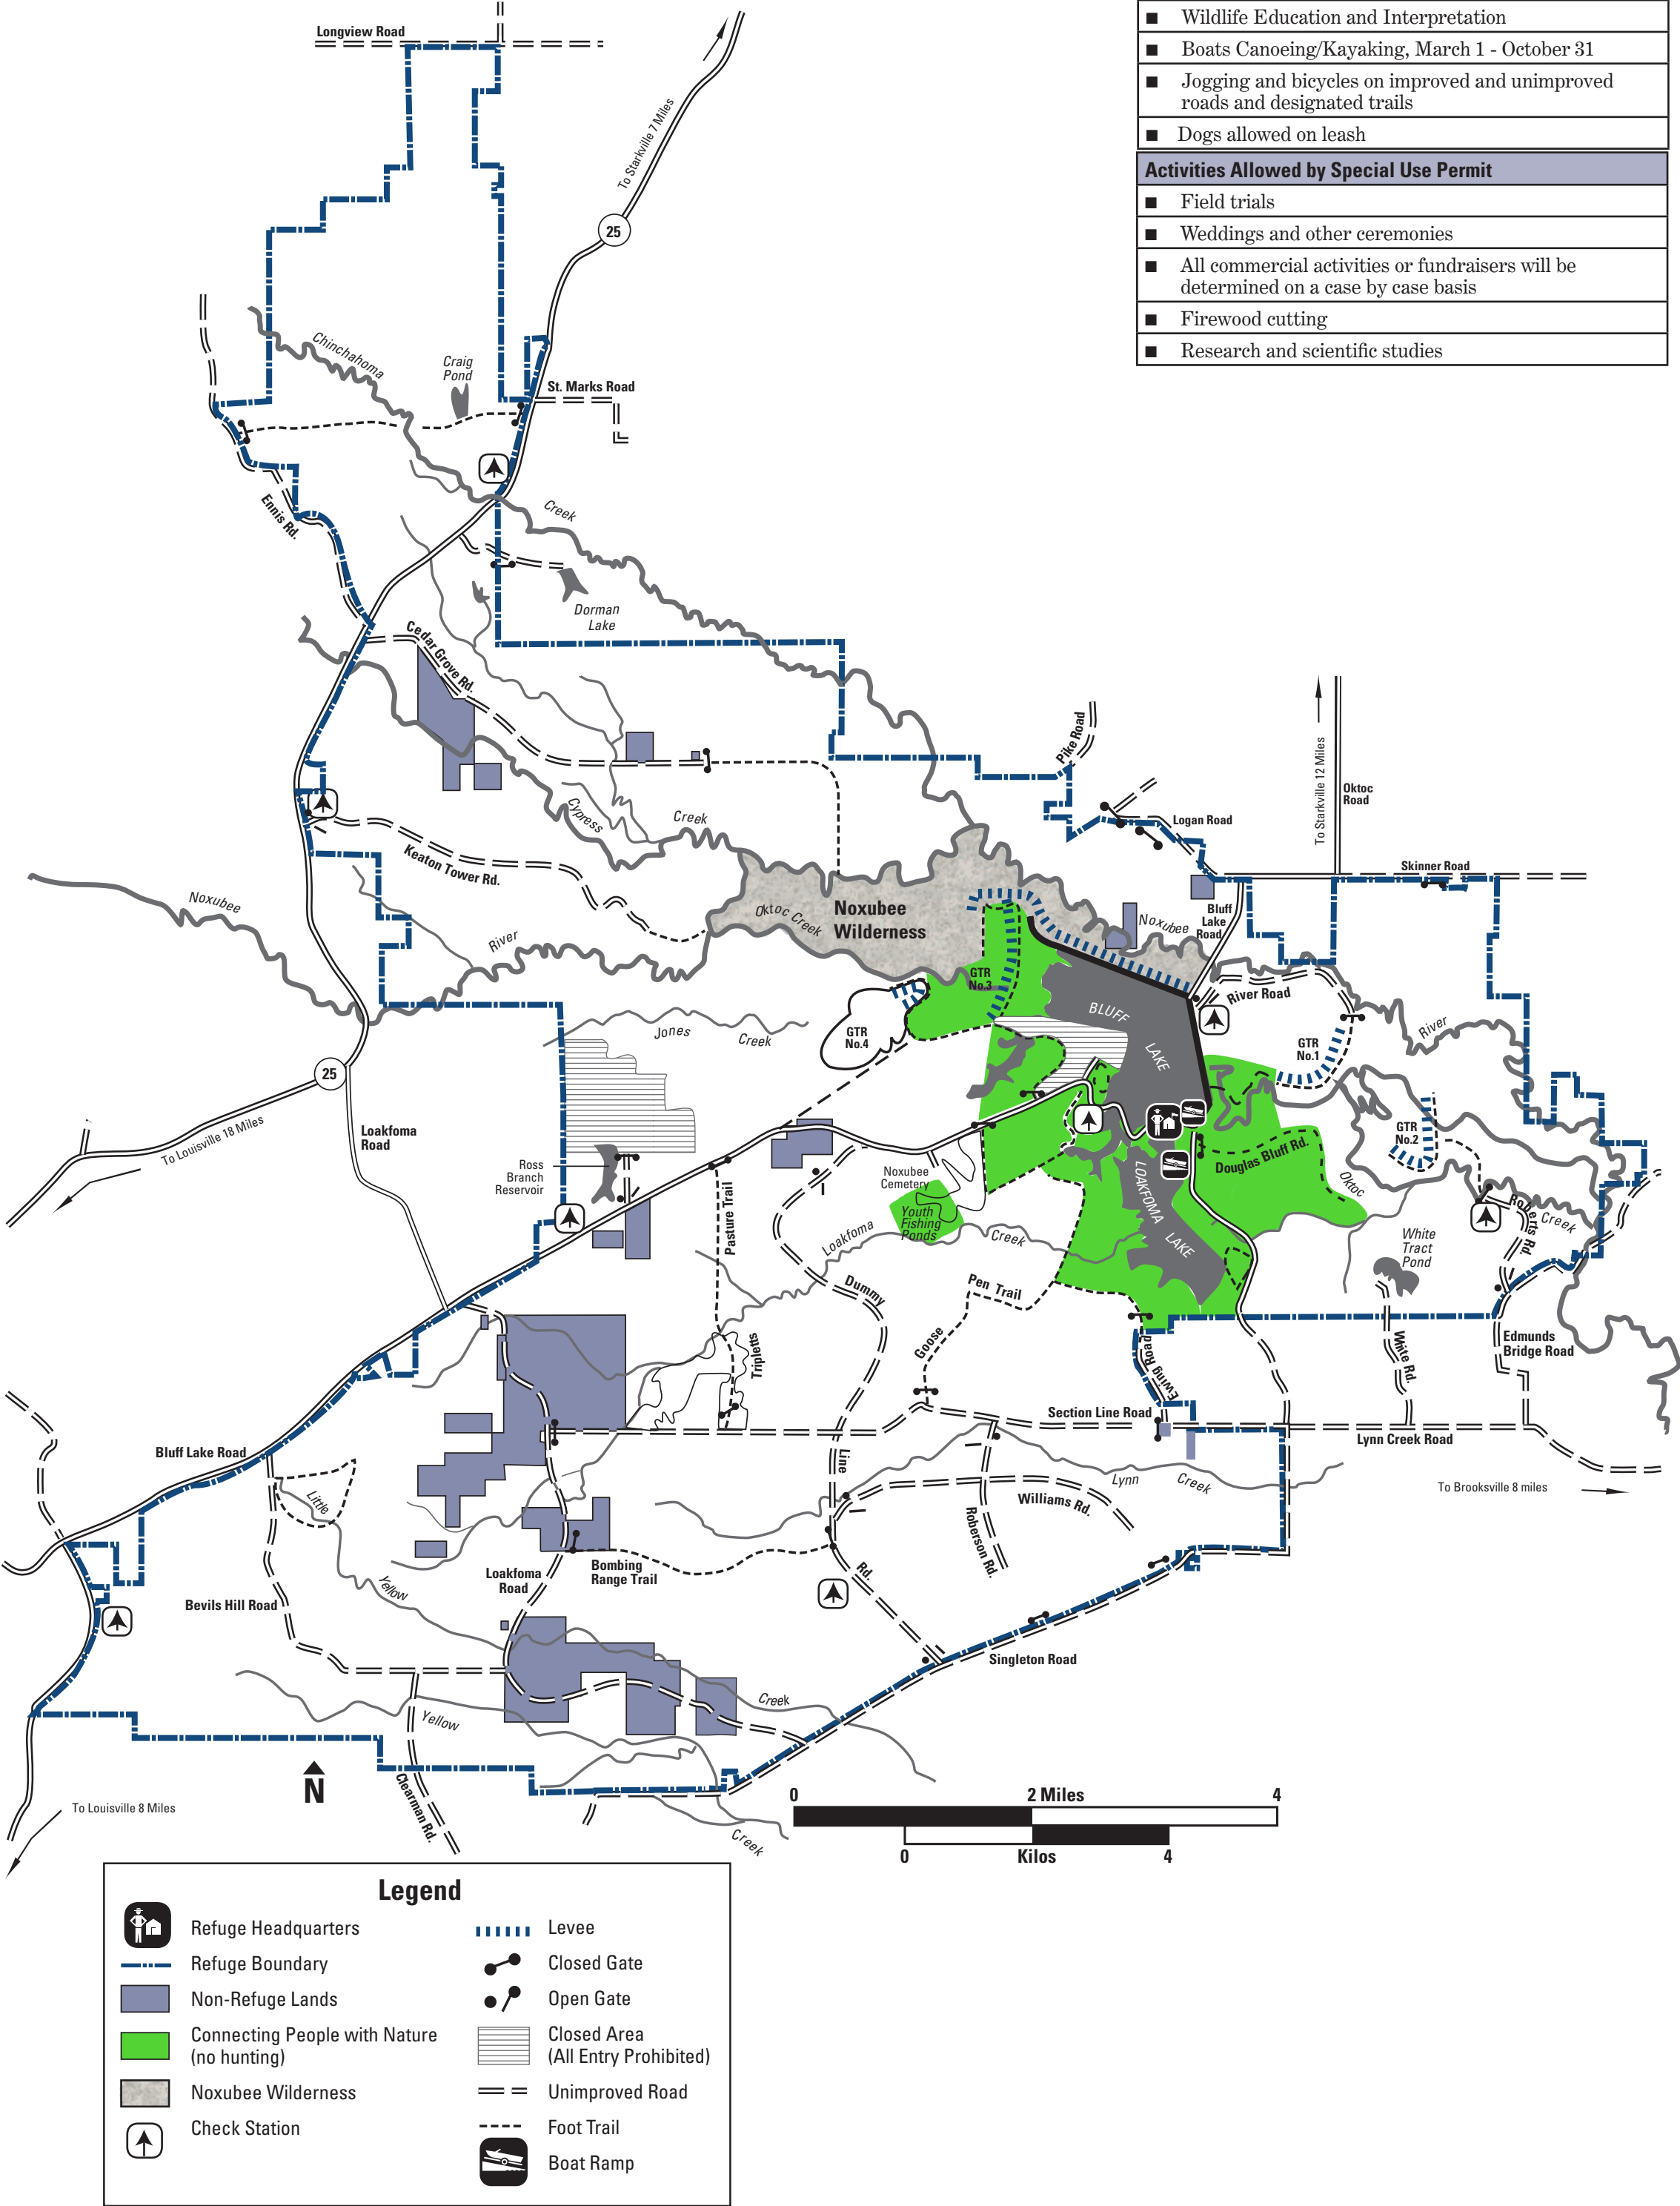 ■ Wildlife Education and Interpretation
■ Boats Canoeing/Kayaking, March 1 - October 31
■ Jogging and bicycles on improved and unimproved
roads and designated trails
■ Dogs allowed on leash
Activities Allowed by Special Use Permit
■ Field trials
■ Weddings and other ceremonies
■ All commercial activities or fundraisers will be
determined on a case by case basis
■ Firewood cutting
■ Research and scientific studies
Longview Road
To Starkville 7 Miles
25
Chinchahoma
Craig
Pond
St. Marks Road
Ennis Rd.
Creek
Dorman
Lake
Cedar Grove Rd.
Pike Road
To Starkville 12 Miles
Oktoc
Road
Cypress
Creek
Logan Road
Keaton Tower Rd.
Skinner Road
Noxubee
River
Oktoc Creek
Noxubee
Wilderness
Noxubee
Bluff
Lake
Road
GTR
No.3
River Road
BLUFF
LAKE
GTR
No.4
Jones
Creek
GTR
No.1
River
25
To Louisville 18 Miles
Loakfoma
Road
GTR
No.2
Ross
Branch
Reservoir
Pasture Trail
Noxubee
Cemetery
Youth
Fishing
Ponds
Loakfoma
Creek
LOAKFOMA
LAKE
Douglas Bluff Rd.
Oktoc
Roberts Rd.
Creek
White
Tract
Pond
Dummy
Pen Trail
Goose
Tripletts
Ewing Road
White Rd.
Edmunds
Bridge Road
Section Line Road
Lynn Creek Road
Bluff Lake Road
Line
Little
Lynn
Creek
To Brooksville 8 miles
Williams Rd.
Roberson Rd.
Bombing
Range Trail
Loakfoma
Road
Rd.
Yellow
Bevils Hill Road
Singleton Road
Creek
Yellow
Clearman Rd.
N
To Louisville 8 Miles
Creek
0 2 Miles 4
0 Kilos 4
Legend
Refuge Headquarters
Refuge Boundary
Non-Refuge Lands
Connecting People with Nature
(no hunting)
Noxubee Wilderness
Check Station
Levee
Closed Gate
Open Gate
Closed Area
(All Entry Prohibited)
Unimproved Road
Foot Trail
Boat Ramp